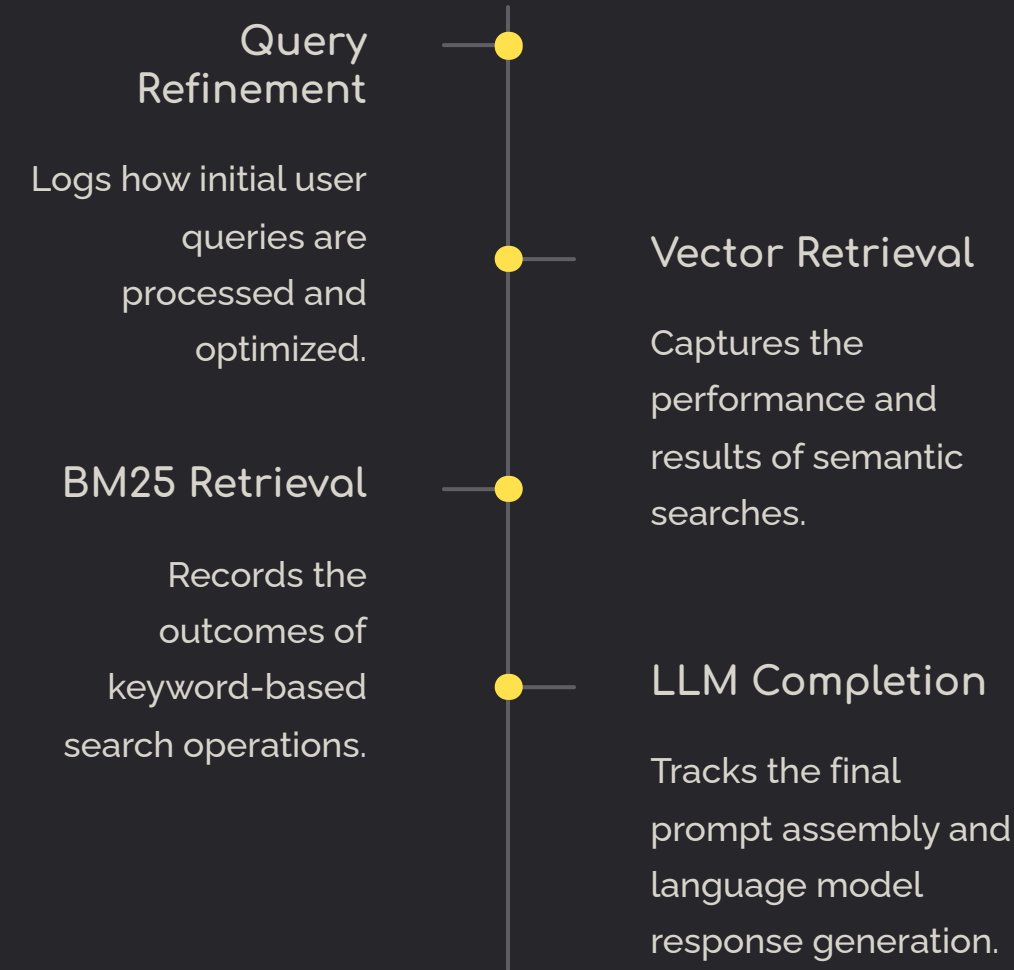 Query
Refinement
Logs how initial user
queries are
processed and
optimized.
Vector Retrieval
Captures the
performance and
results of semantic
searches.
BM25 Retrieval
Records the
outcomes of
keyword-based
search operations.
LLM Completion
Tracks the final
prompt assembly and
language model
response generation.